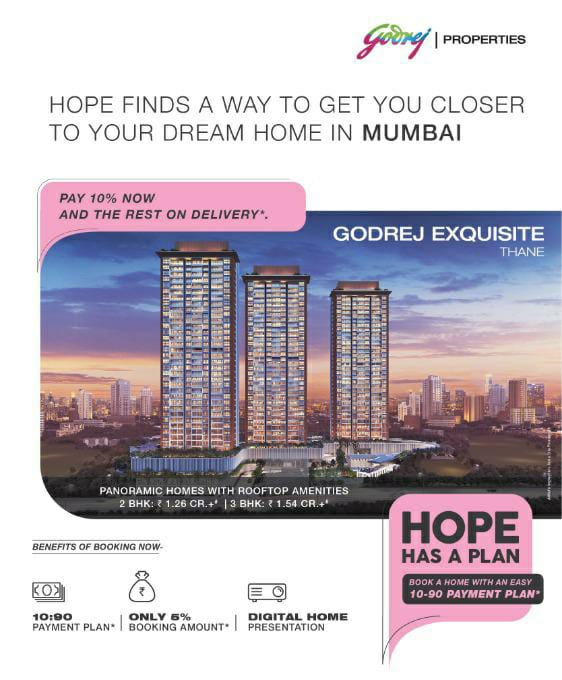 Godrej | PROPERTIES
HOPE FINDS A WAY TO GET YOU CLOSER
TO YOUR DREAM HOME IN MUMBAI
PAY 10% NOW
AND THE REST ON DELIVERY*.
GODREJ EXQUISITE
THANE
PANORAMIC HOMES WITH ROOFTOP AMENITIES
2 BHK: ₹ 1.26 CR.+# | 3 BHK: ₹ 1.54 CR.+#
HOPE
HAS A PLAN
BOOK A HOME WITH AN EASY
10-90 PAYMENT PLAN*
BENEFITS OF BOOKING NOW-
₹
10:90
PAYMENT PLAN*
ONLY 5%
BOOKING AMOUNT*
DIGITAL HOME
PRESENTATION